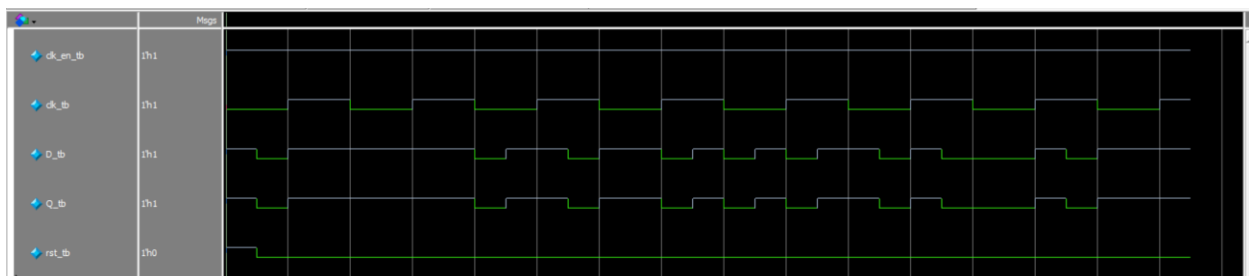 Msgs
clk_en_tb 1'h1
clk_tb 1'h1
D_tb 1'h1
Q_tb 1'h1
rst_tb 1'h0